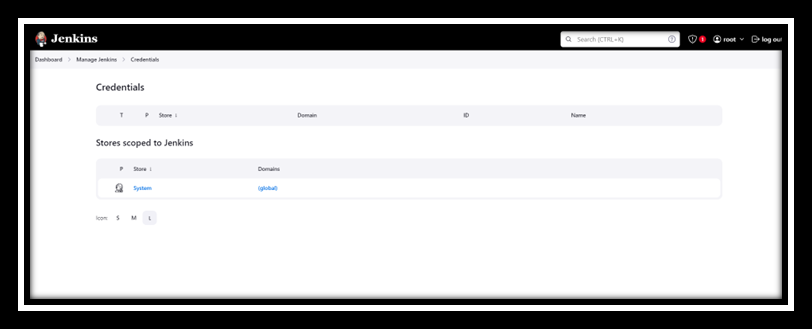 Jenkins Search (CTRL+K) 1 root log out
Dashboard Manage Jenkins Credentials
Credentials
T P Store ↓ Domain ID Name
Stores scoped to Jenkins
P Store ↓ Domains
System (global)
Icon: S M L